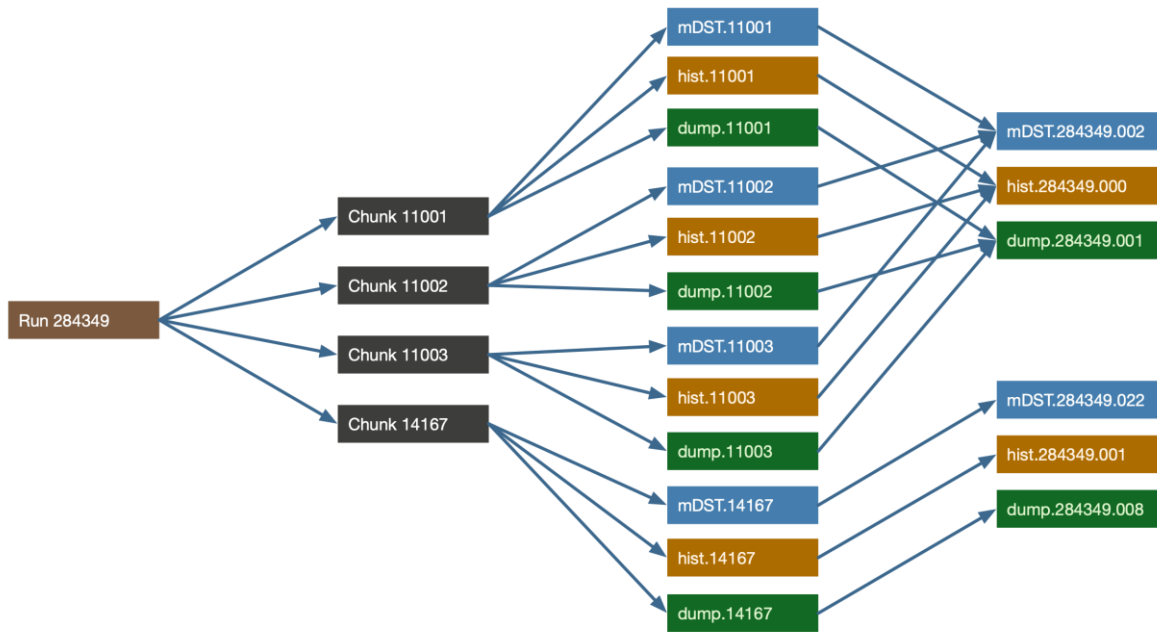 Run 284349
Chunk 11001
Chunk 11002
Chunk 11003
Chunk 14167
mDST.11001
hist.11001
dump.11001
mDST.11002
hist.11002
dump.11002
mDST.11003
hist.11003
dump.11003
mDST.14167
hist.14167
dump.14167
mDST.284349.002
hist.284349.000
dump.284349.001
mDST.284349.022
hist.284349.001
dump.284349.008